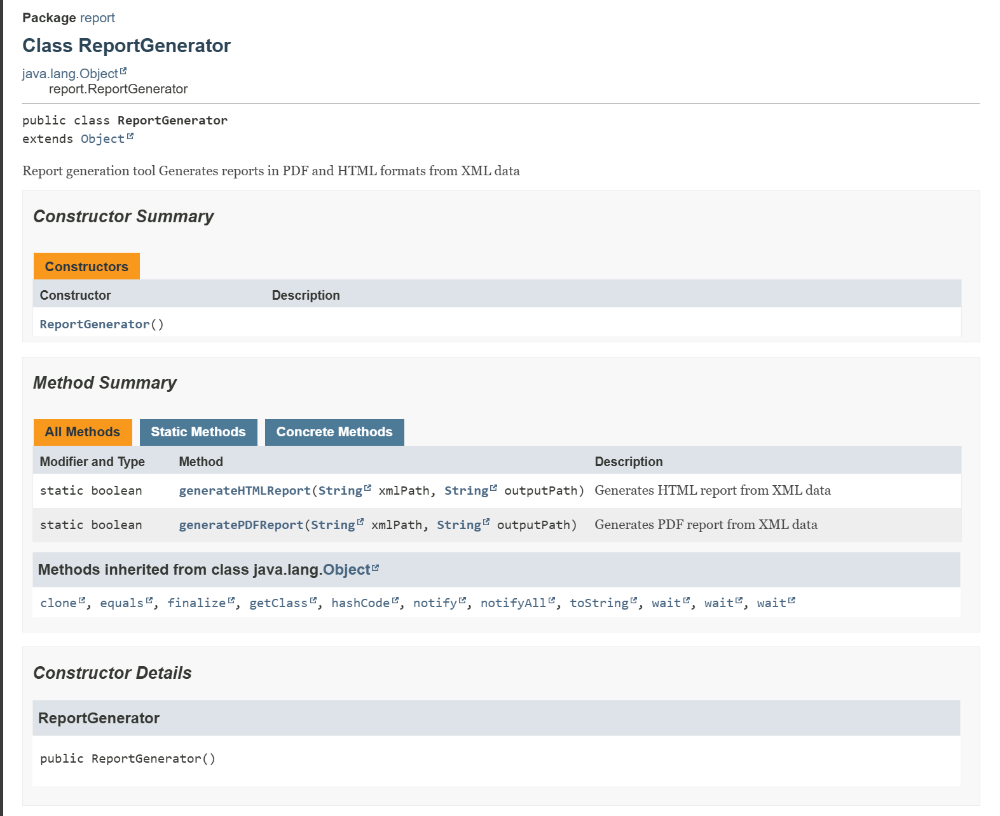 Package report
Class ReportGenerator
java.lang.Object
report.ReportGenerator
public class ReportGenerator
extends Object
Report generation tool Generates reports in PDF and HTML formats from XML data
Constructor Summary
Constructors
Constructor Description
ReportGenerator()
Method Summary
All Methods Static Methods Concrete Methods
Modifier and Type Method Description
static boolean generateHTMLReport(String xmlPath, String outputPath) Generates HTML report from XML data
static boolean generatePDFReport(String xmlPath, String outputPath) Generates PDF report from XML data
Methods inherited from class java.lang.Object
clone, equals, finalize, getClass, hashCode, notify, notifyAll, toString, wait, wait, wait
Constructor Details
ReportGenerator
public ReportGenerator()